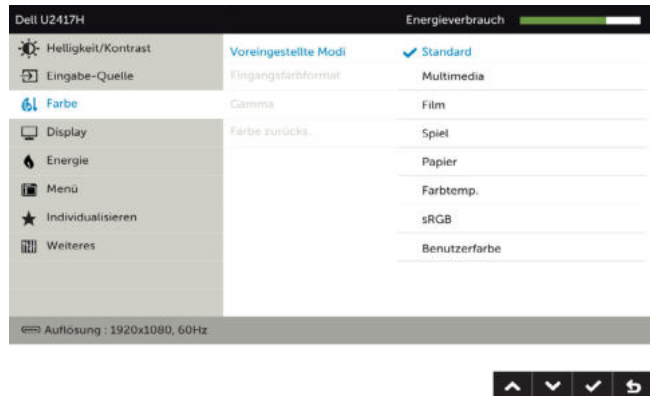 Dell U2417H
Energieverbrauch
Helligkeit/Kontrast
Eingabe-Quelle
Farbe
Display
Energie
Menü
Individualisieren
Weiteres
Voreingestellte Modi
Eingangsfarbformat
Gamma
Farbe zurücks.
Standard
Multimedia
Film
Spiel
Papier
Farbtemp.
sRGB
Benutzerfarbe
Auflösung : 1920x1080, 60Hz